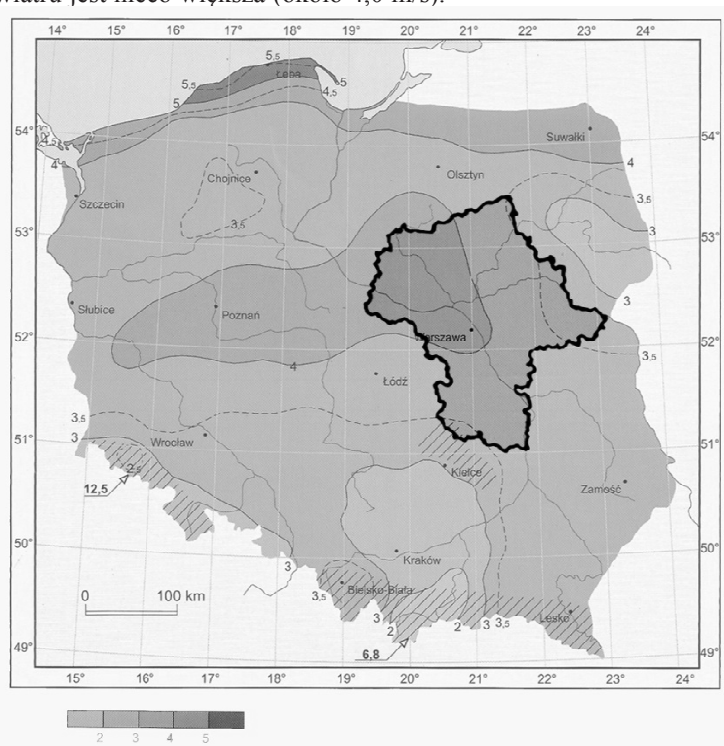 wiatru jest nieco większa (około 4,0 m/s).
14° 15° 16° 17° 18° 19° 20° 21° 22° 23°
5,5
Łeba
5
5,5
4,5
5
54° 54°
4,5
4
Suwałki
4
Chojnice
Olsztyn
Szczecin
3,5
3,5
3
53° 53°
3
Słubice
Poznań
Warszawa
52° 52°
3,5
4
Łódź
3,5
3
Wrocław
51° 51°
2,5
12,5
Kielce
Zamość
50° 50°
Kraków
3
0 100 km
Bielsko-Biała
3,5
3
2
2
3
3,5
Lesko
49° 49°
6,8
15° 16° 17° 18° 19° 20° 21° 22° 23° 24°
2 3 4 5